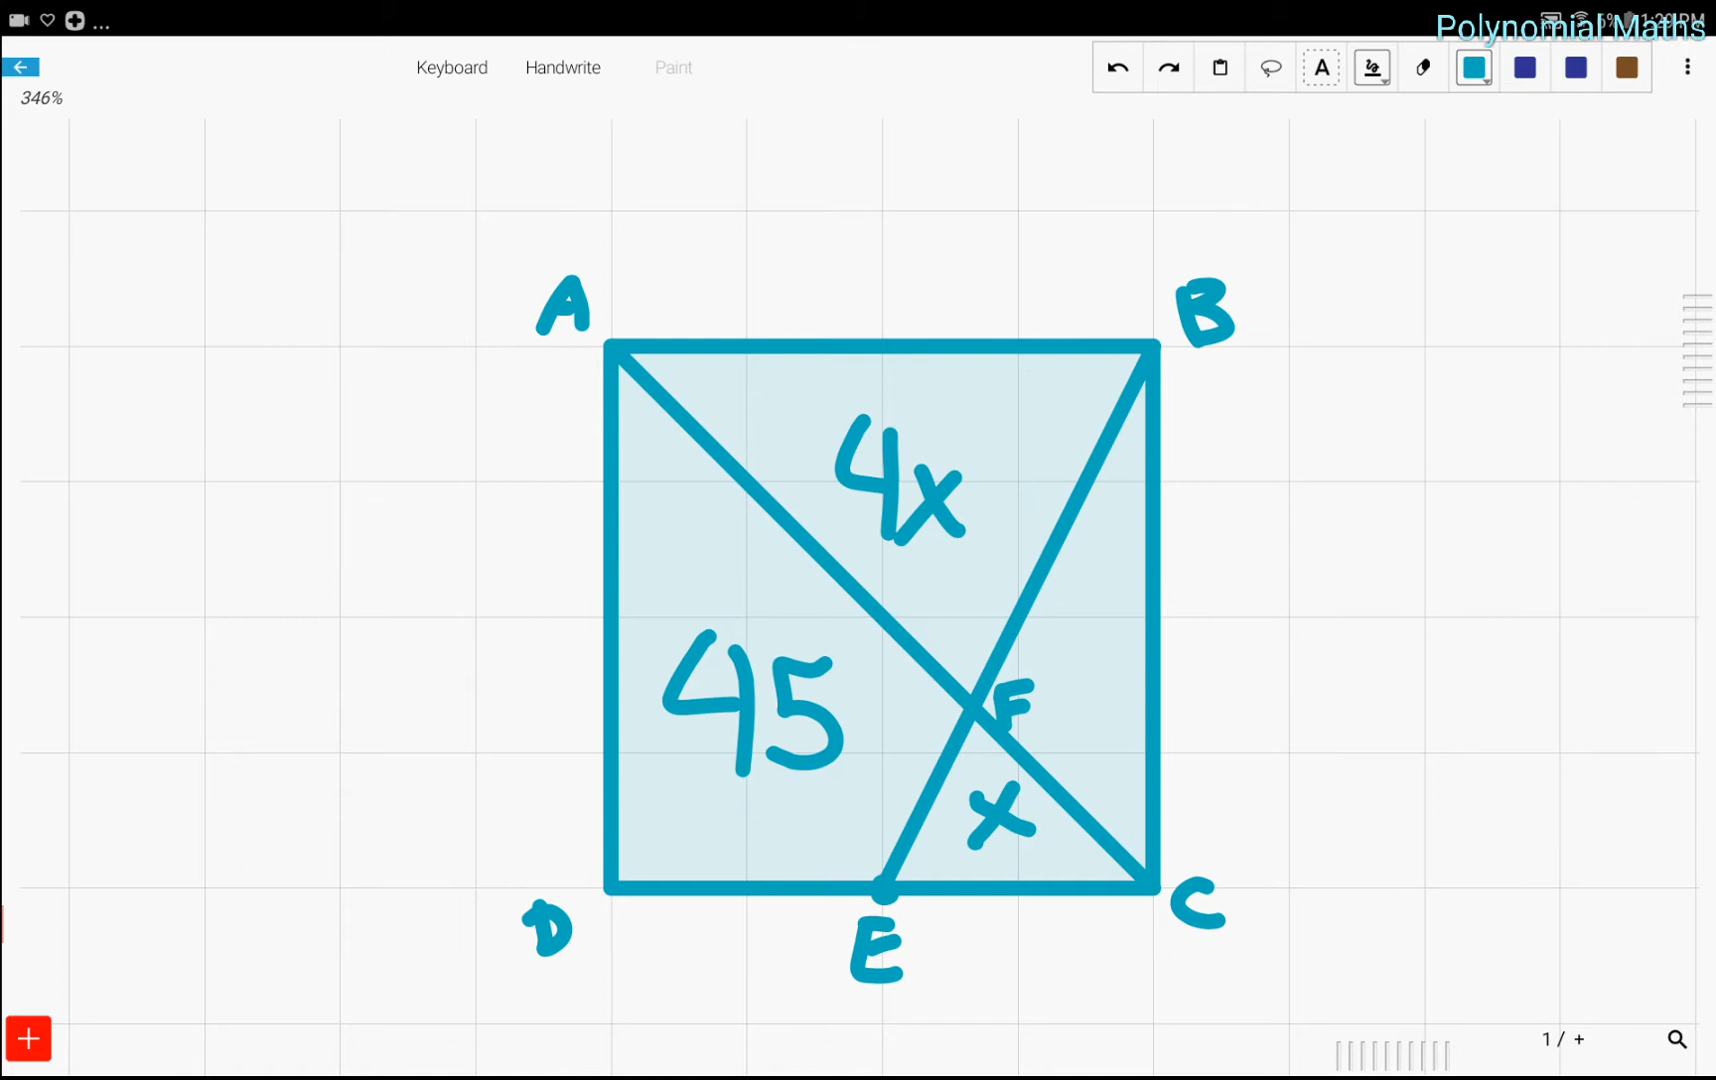 ...
Polynomial Maths
Keyboard Handwrite Paint
A
346%
A B
4x
45
F
x
D E C
1 / +